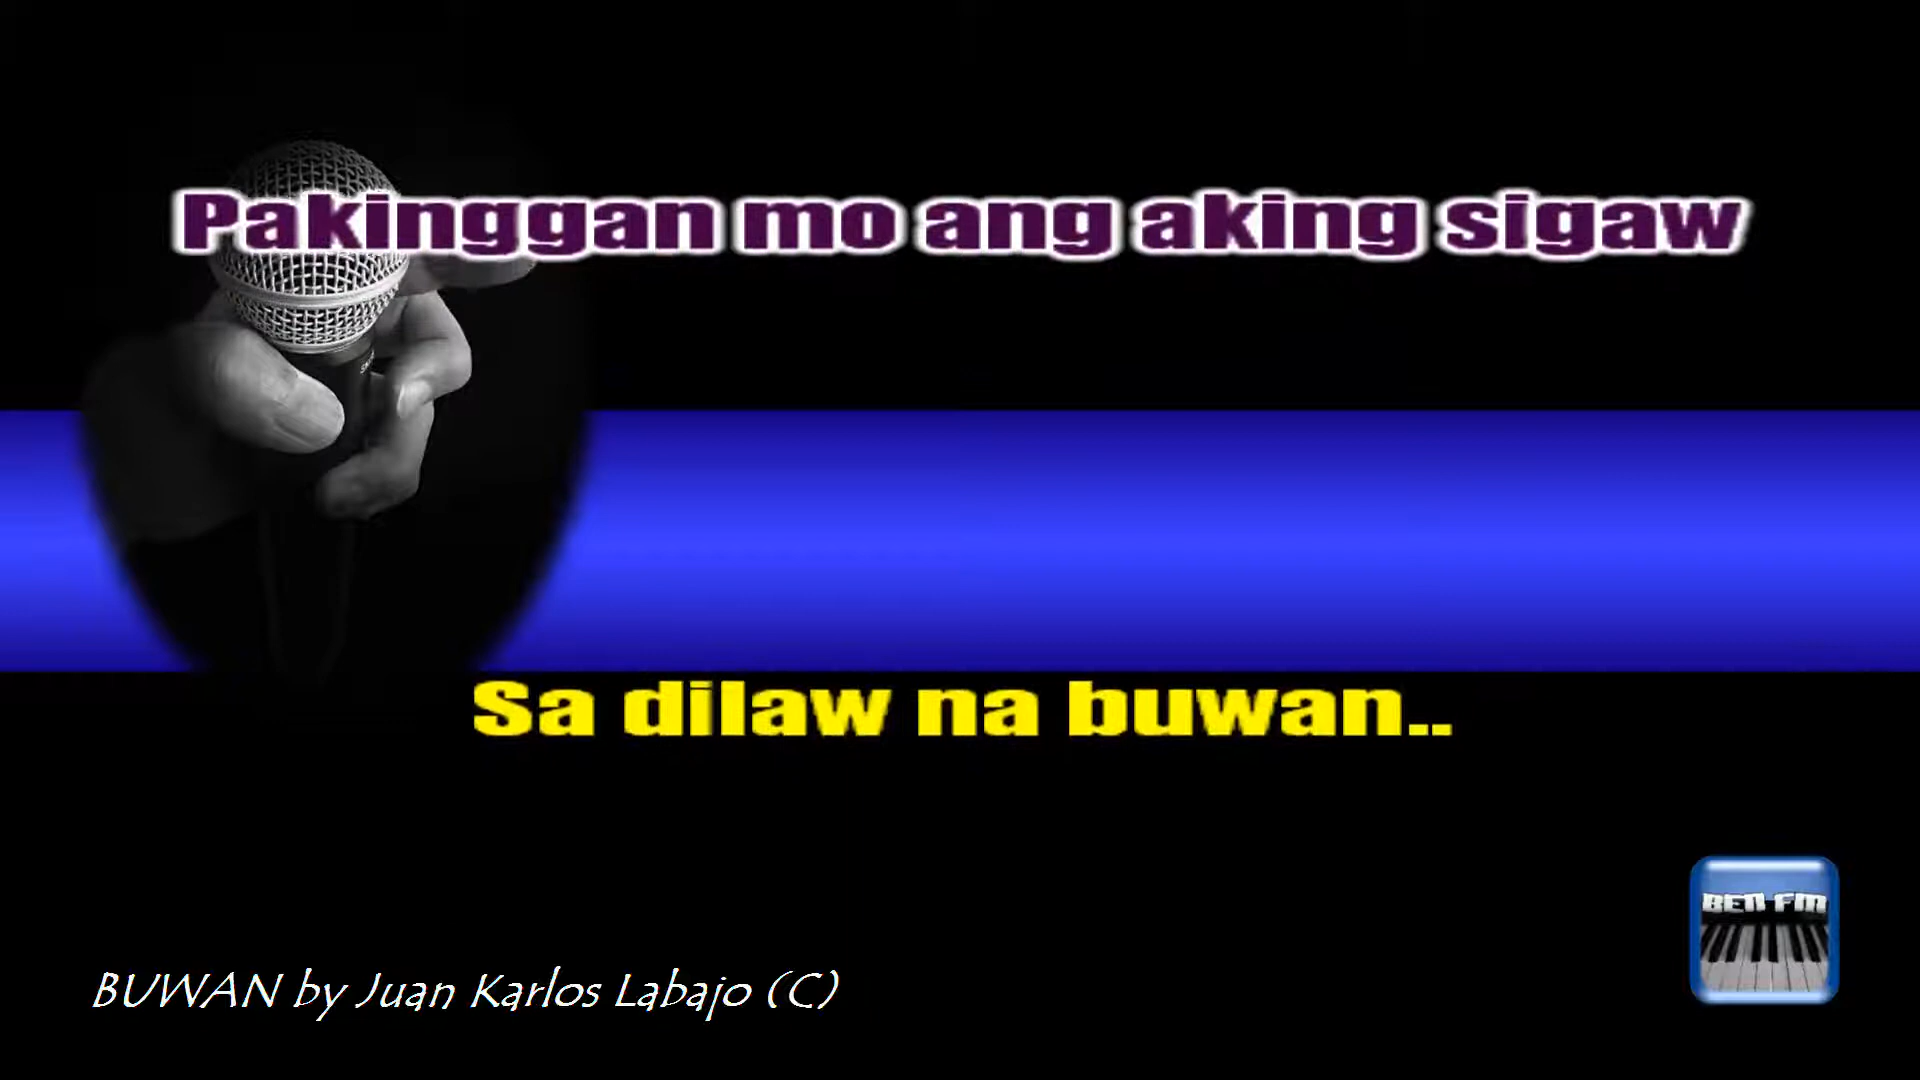 Pakinggan mo ang aking sigaw
Sa dilaw na buwan..
BEN FM
BUWAN by Juan Karlos Labajo (C)